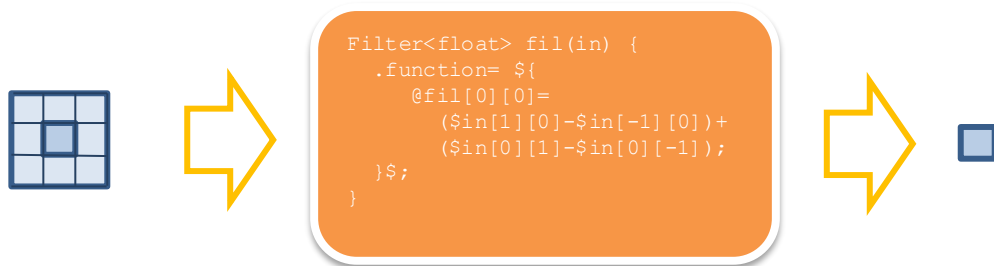 Filter<float> fil(in) {
.function= ${
@fil[0][0]=
($in[1][0]-$in[-1][0])+
($in[0][1]-$in[0][-1]);
}$;
}